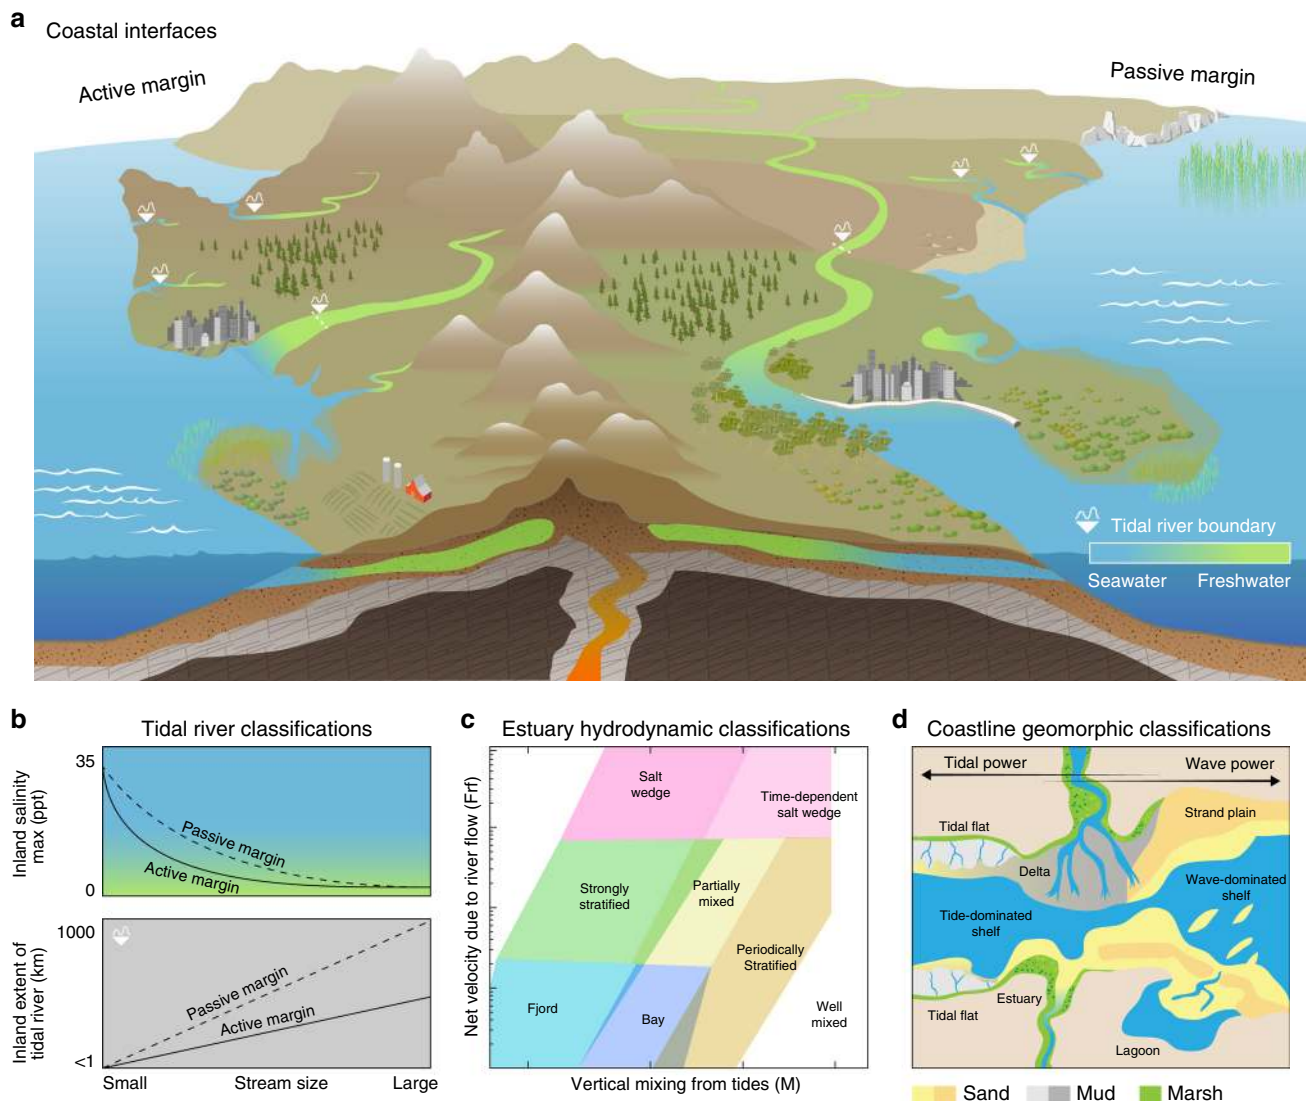 a
Coastal interfaces
Active margin
Passive margin
Tidal river boundary
Seawater
Freshwater
b
Tidal river classifications
Inland salinity
max (ppt)
35
0
Passive margin
Active margin
Inland extent of
tidal river (km)
1000
<1
Passive margin
Active margin
Small
Stream size
Large
c
Estuary hydrodynamic classifications
Net velocity due to river flow (Frf)
Salt
wedge
Time-dependent
salt wedge
Strongly
stratified
Partially
mixed
Periodically
Stratified
Fjord
Bay
Well
mixed
Vertical mixing from tides (M)
d
Coastline geomorphic classifications
Tidal power
Wave power
Tidal flat
Strand plain
Delta
Wave-dominated
shelf
Tide-dominated
shelf
Estuary
Tidal flat
Lagoon
Sand
Mud
Marsh